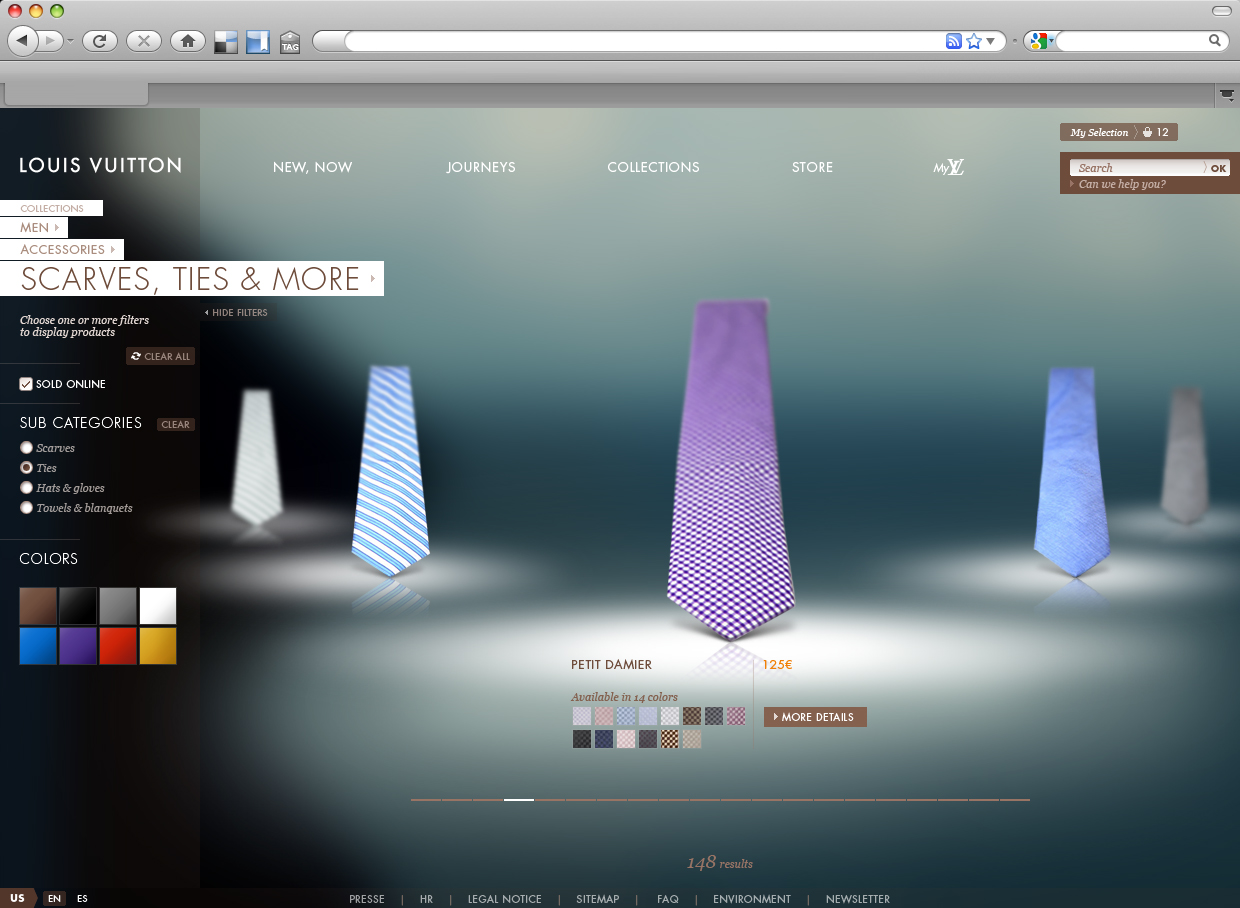 TAG
My Selection 12
LOUIS VUITTON
NEW, NOW
JOURNEYS
COLLECTIONS
STORE
My LV
Search
OK
Can we help you?
COLLECTIONS
MEN
ACCESSORIES
SCARVES, TIES & MORE
HIDE FILTERS
Choose one or more filters
to display products
CLEAR ALL
SOLD ONLINE
SUB CATEGORIES
CLEAR
Scarves
Ties
Hats & gloves
Towels & blanquets
COLORS
PETIT DAMIER
125€
Available in 14 colors
MORE DETAILS
148 results
US EN ES
PRESSE | HR | LEGAL NOTICE | SITEMAP | FAQ | ENVIRONMENT | NEWSLETTER